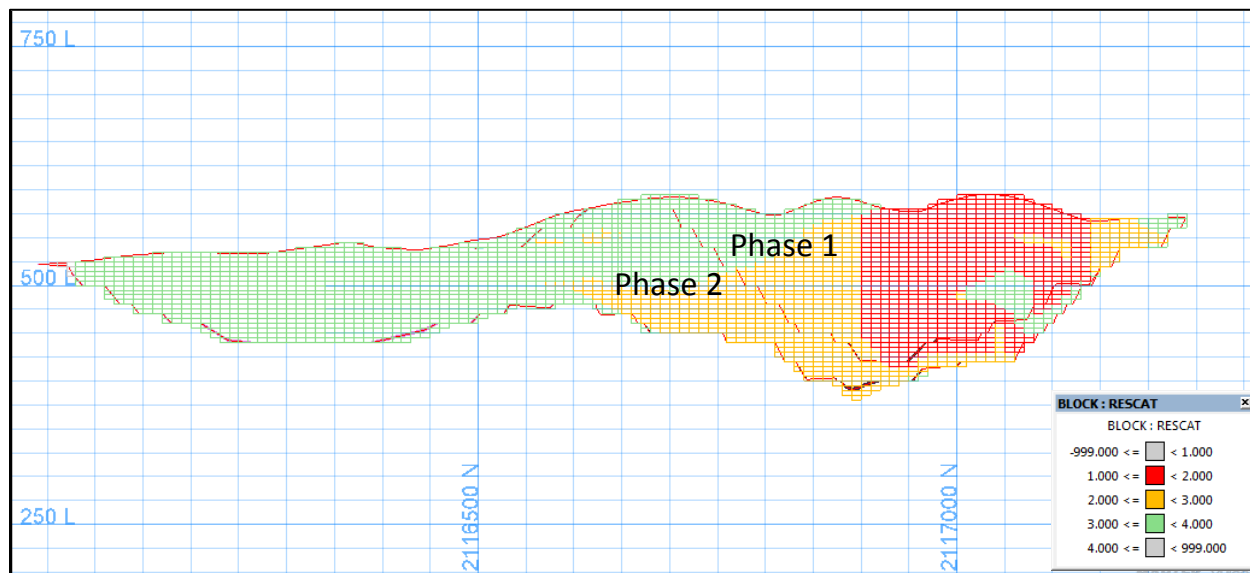 750 L
Phase 1
500 L
Phase 2
250 L
2116500 N
2117000 N
BLOCK : RESCAT
BLOCK : RESCAT
-999.000 <= < 1.000
1.000 <= < 2.000
2.000 <= < 3.000
3.000 <= < 4.000
4.000 <= < 999.000